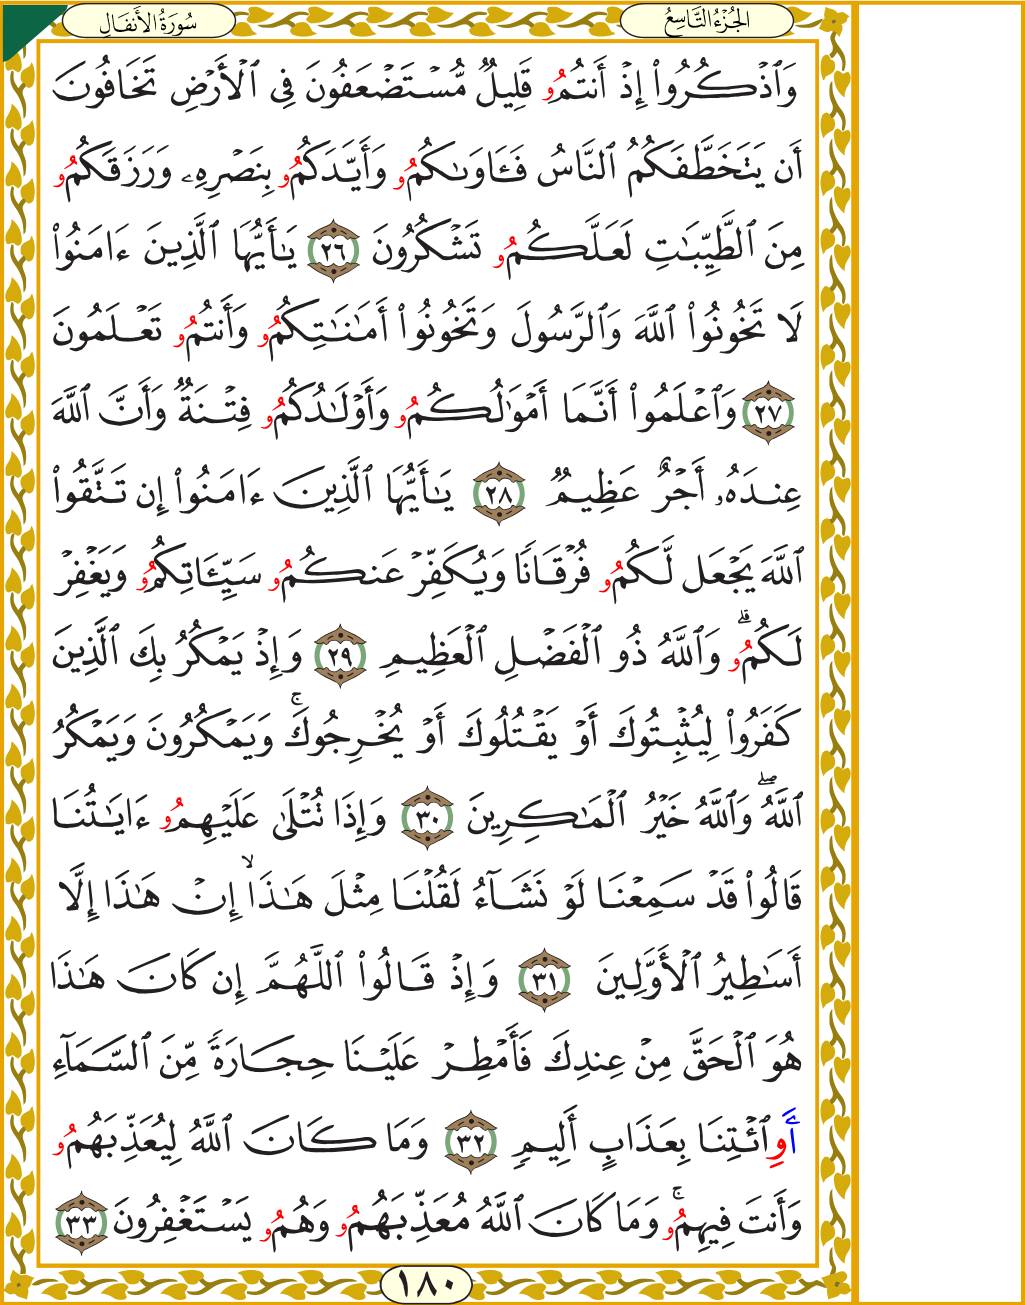 سُورَةُ الأَنفَالِ
الجُزْءُ التَّاسِعُ
وَٱذۡكُرُوٓاْ إِذۡ أَنتُمُۥ قَلِيلٞ مُّسۡتَضۡعَفُونَ فِي ٱلۡأَرۡضِ تَخَافُونَ
أَن يَتَخَطَّفَكُمُ ٱلنَّاسُ فَـَٔاوَىٰكُمُۥ وَأَيَّدَكُمُۥ بِنَصۡرِهِۦ وَرَزَقَكُمُۥ
مِنَ ٱلطَّيِّبَٰتِ لَعَلَّكُمُۥ تَشۡكُرُونَ ٢٦ يَٰٓأَيُّهَا ٱلَّذِينَ ءَامَنُواْ
لَا تَخُونُواْ ٱللَّهَ وَٱلرَّسُولَ وَتَخُونُوٓاْ أَمَٰنَٰتِكُمُۥ وَأَنتُمُۥ تَعۡلَمُونَ
٢٧ وَٱعۡلَمُوٓاْ أَنَّمَآ أَمۡوَٰلُكُمُۥ وَأَوۡلَٰدُكُمُۥ فِتۡنَةٞ وَأَنَّ ٱللَّهَ
عِندَهُۥٓ أَجۡرٌ عَظِيمٞ ٢٨ يَٰٓأَيُّهَا ٱلَّذِينَ ءَامَنُوٓاْ إِن تَتَّقُواْ
ٱللَّهَ يَجۡعَل لَّكُمُۥ فُرۡقَانٗا وَيُكَفِّرۡ عَنكُمُۥ سَيِّـَٔاتِكُمُۥ وَيَغۡفِرۡ
لَكُمُۥۗ وَٱللَّهُ ذُو ٱلۡفَضۡلِ ٱلۡعَظِيمِ ٢٩ وَإِذۡ يَمۡكُرُ بِكَ ٱلَّذِينَ
كَفَرُواْ لِيُثۡبِتُوكَ أَوۡ يَقۡتُلُوكَ أَوۡ يُخۡرِجُوكَۚ وَيَمۡكُرُونَ وَيَمۡكُرُ
ٱللَّهُۖ وَٱللَّهُ خَيۡرُ ٱلۡمَٰكِرِينَ ٣٠ وَإِذَا تُتۡلَىٰ عَلَيۡهِمُۥ ءَايَٰتُنَا
قَالُواْ قَدۡ سَمِعۡنَا لَوۡ نَشَآءُ لَقُلۡنَا مِثۡلَ هَٰذَآۙ إِنۡ هَٰذَآ إِلَّآ
أَسَٰطِيرُ ٱلۡأَوَّلِينَ ٣١ وَإِذۡ قَالُواْ ٱللَّهُمَّ إِن كَانَ هَٰذَا
هُوَ ٱلۡحَقَّ مِنۡ عِندِكَ فَأَمۡطِرۡ عَلَيۡنَا حِجَارَةٗ مِّنَ ٱلسَّمَآءِ
أَوِ ٱئۡتِنَا بِعَذَابٍ أَلِيمٖ ٣٢ وَمَا كَانَ ٱللَّهُ لِيُعَذِّبَهُمُۥ
وَأَنتَ فِيهِمُۥۚ وَمَا كَانَ ٱللَّهُ مُعَذِّبَهُمُۥ وَهُمُۥ يَسۡتَغۡفِرُونَ ٣٣
١٨٠